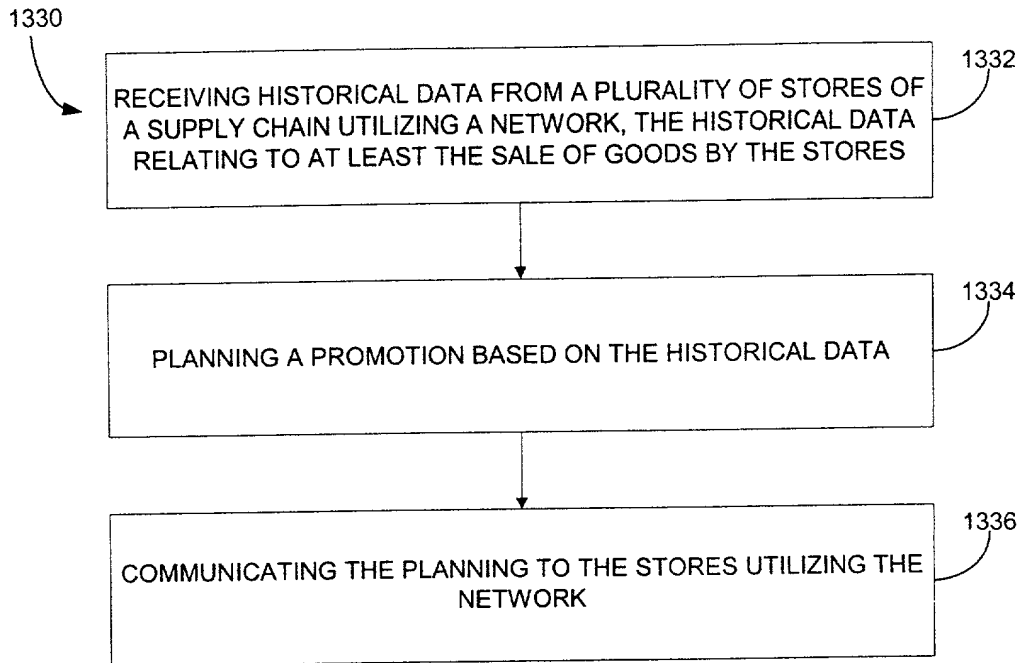 1330
1332
RECEIVING HISTORICAL DATA FROM A PLURALITY OF STORES OF
A SUPPLY CHAIN UTILIZING A NETWORK, THE HISTORICAL DATA
RELATING TO AT LEAST THE SALE OF GOODS BY THE STORES
1334
PLANNING A PROMOTION BASED ON THE HISTORICAL DATA
1336
COMMUNICATING THE PLANNING TO THE STORES UTILIZING THE
NETWORK